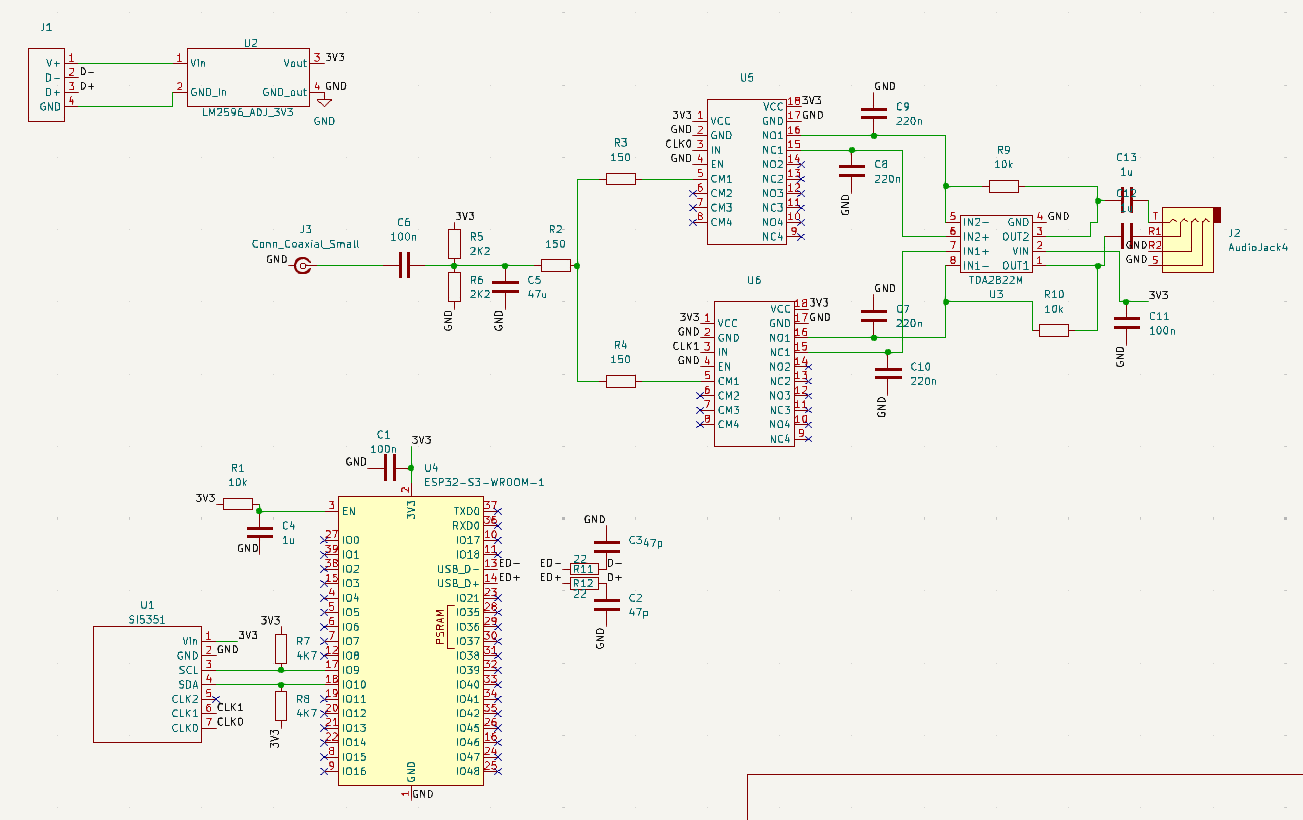 J1
V+ 1
D- 2 D-
D+ 3 D+
GND 4
U2
1 Vin Vout 3 3V3
2 GND_in GND_out 4 GND
LM2596_ADJ_3V3
GND
U5
3V3 1 VCC
GND 2 GND
CLK0 3 IN
GND 4 EN
5 CM1
6 CM2
7 CM3
8 CM4
VCC 18 3V3
GND 17 GND
NO1 16
NC1 15
NO2 14
NC2 13
NO3 12
NC3 11
NO4 10
NC4 9
GND
C9
220n
C8
220n
GND
R3
150
R9
10k
C13
1u
C12
1u
J3
Conn_Coaxial_Small
GND
C6
100n
3V3
R5
2K2
R6
2K2
GND
R2
150
C5
47u
GND
5 IN2- GND 4 GND
6 IN2+ OUT2 3
7 IN1+ VIN 2
8 IN1- OUT1 1
TDA2822M
U3
T
R1
GND R2
GND S
J2
AudioJack4
R10
10k
3V3
C11
100n
GND
R4
150
U6
3V3 1 VCC
GND 2 GND
CLK1 3 IN
GND 4 EN
5 CM1
6 CM2
7 CM3
8 CM4
VCC 18 3V3
GND 17 GND
NO1 16
NC1 15
NO2 14
NC2 13
NO3 12
NC3 11
NO4 10
NC4 9
GND
C7
220n
C10
220n
GND
C1
100n
GND
3V3
U4
ESP32-S3-WROOM-1
R1
10k
3V3
C4
1u
GND
2
3V3
3 EN
27 IO0
39 IO1
38 IO2
15 IO3
4 IO4
5 IO5
6 IO6
7 IO7
12 IO8
17 IO9
18 IO10
19 IO11
20 IO12
21 IO13
22 IO14
8 IO15
9 IO16
TXD0 37
RXD0 36
IO17 10
IO18 11
USB_D- 13 ED-
USB_D+ 14 ED+
IO21 23
IO35 28
IO36 29
IO37 30
IO38 31
IO39 32
IO40 33
IO41 34
IO42 35
IO45 26
IO46 16
IO47 24
IO48 25
PSRAM
GND
1 GND
GND
C3 47p
22
ED- R11 D-
ED+ R12 D+
22
C2
47p
GND
U1
SI5351
Vin 1 3V3
GND 2 GND
SCL 3
SDA 4
CLK2 5
CLK1 6 CLK1
CLK0 7 CLK0
3V3
R7
4K7
R8
4K7
3V3